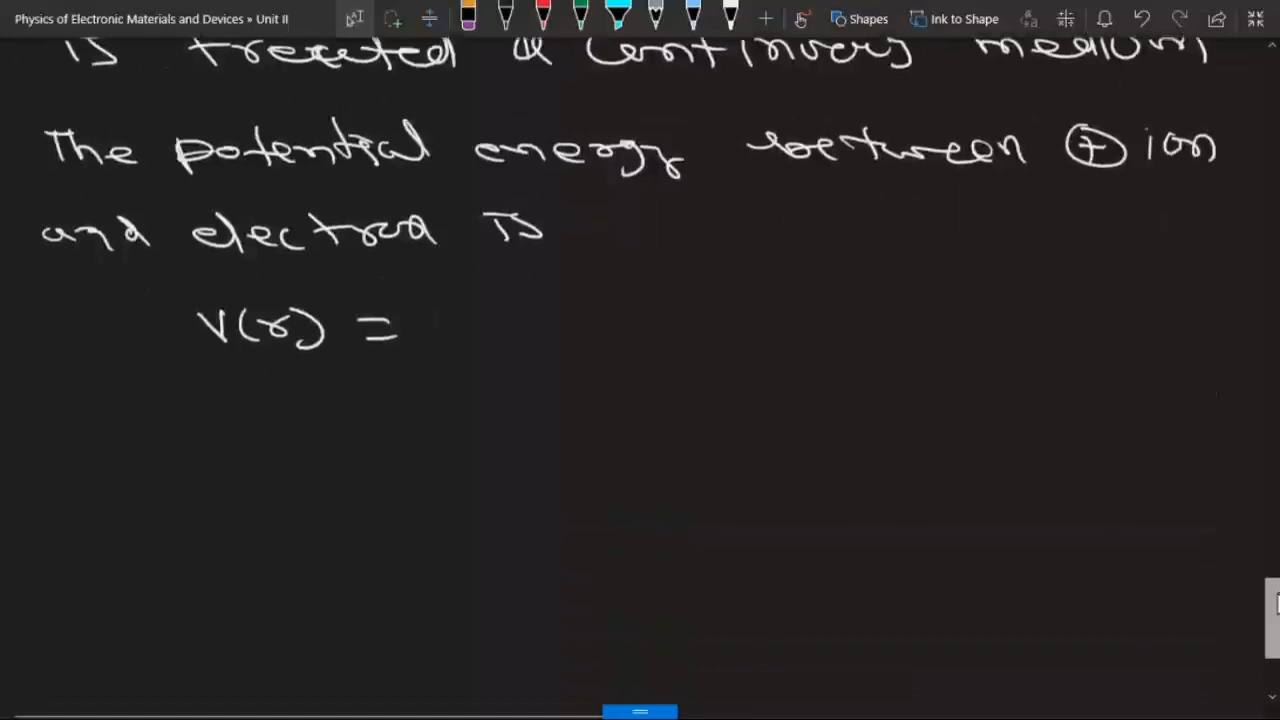 Physics of Electronic Materials and Devices » Unit II
Shapes
Ink to Shape
is treated a continuous medium
The potential energy between ⊕ ion
and electron is
V(r) =